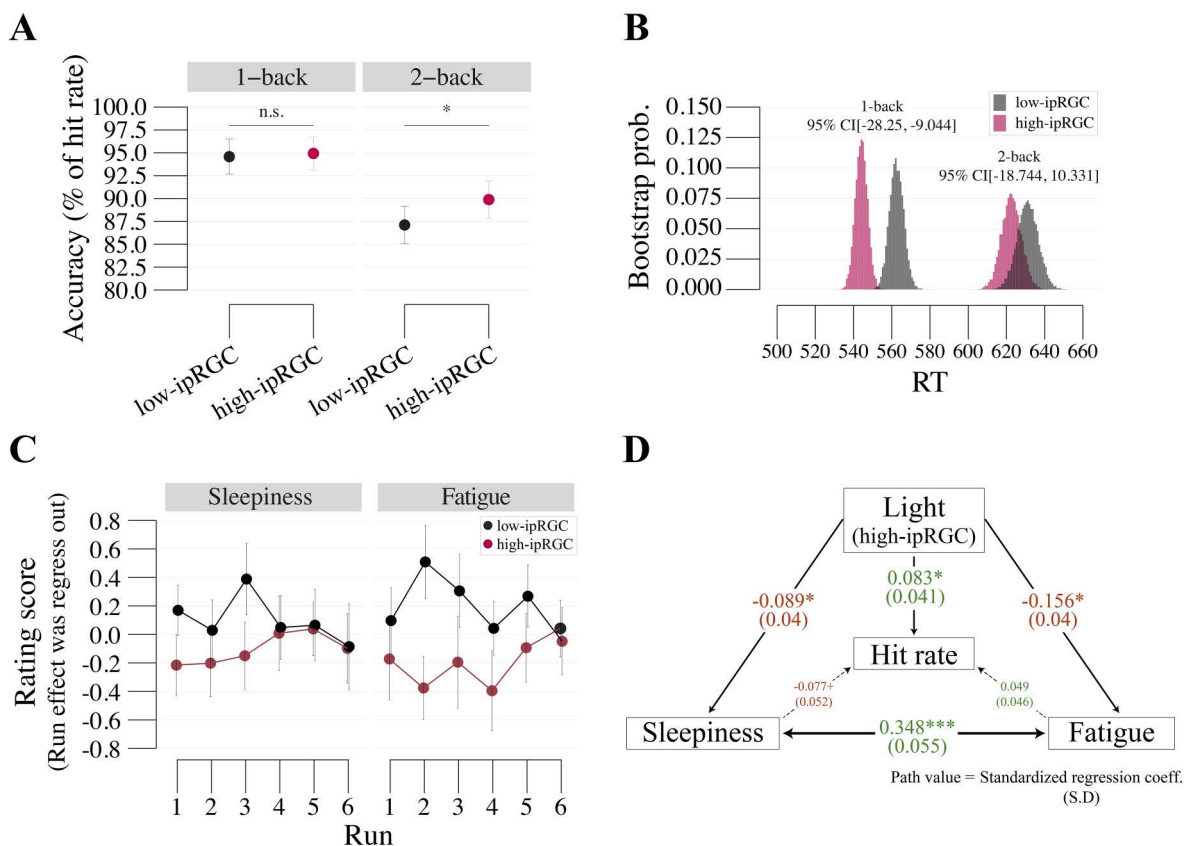 A
1−back
2−back
n.s.
*
Accuracy (% of hit rate)
100.0
97.5
95.0
92.5
90.0
87.5
85.0
82.5
80.0
low-ipRGC
high-ipRGC
low-ipRGC
high-ipRGC
B
Bootstrap prob.
0.150
0.125
0.100
0.075
0.050
0.025
0.000
1-back
95% CI[-28.25, -9.044]
low-ipRGC
high-ipRGC
2-back
95% CI[-18.744, 10.331]
500 520 540 560 580 600 620 640 660
RT
C
Sleepiness
Fatigue
low-ipRGC
high-ipRGC
Rating score
(Run effect was regress out)
0.8
0.6
0.4
0.2
0.0
-0.2
-0.4
-0.6
-0.8
1 2 3 4 5 6
1 2 3 4 5 6
Run
D
Light
(high-ipRGC)
0.083*
(0.041)
-0.089*
(0.04)
-0.156*
(0.04)
Hit rate
-0.077+
(0.052)
0.049
(0.046)
Sleepiness
0.348***
(0.055)
Fatigue
Path value = Standardized regression coeff.
(S.D)